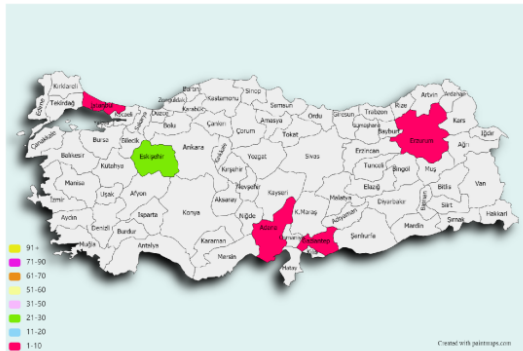 Kırklareli
Edirne
Tekirdağ
İstanbul
Kocaeli
Sakarya
Düzce
Zonguldak
Bartın
Karabük
Kastamonu
Sinop
Samsun
Ordu
Giresun
Trabzon
Rize
Artvin
Ardahan
Kars
Iğdır
Ağrı
Erzurum
Bayburt
Gümüşhane
Erzincan
Tunceli
Bingol
Muş
Bitlis
Van
Hakkari
Şırnak
Siirt
Batman
Mardin
Diyarbakır
Elazığ
Malatya
Adıyaman
Şanlıurfa
Gaziantep
K.Maraş
Osmaniye
Hatay
Adana
Mersin
Karaman
Niğde
Kayseri
Nevşehir
Aksaray
Konya
Kırşehir
Kırıkkale
Yozgat
Sivas
Tokat
Amasya
Çorum
Çankırı
Ankara
Bolu
Bilecik
Eskişehir
Bursa
Çanakkale
Balıkesir
Kütahya
Manisa
Uşak
Afyon
İzmir
Aydın
Denizli
Isparta
Burdur
Muğla
Antalya
91+
71-90
61-70
51-60
31-50
21-30
11-20
1-10
Created with paintmaps.com